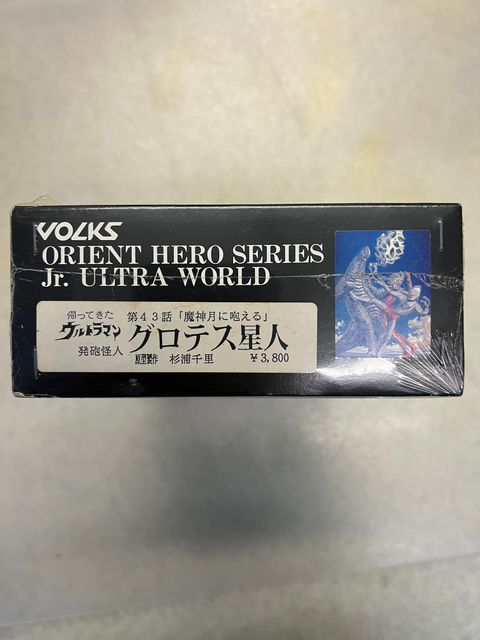 VOLKS
ORIENT HERO SERIES
Jr. ULTRA WORLD
帰ってきた
ウルトラマン
第43話「魔神月に咆える」
発砲怪人
グロテス星人
原型製作 杉浦千里
¥3,800